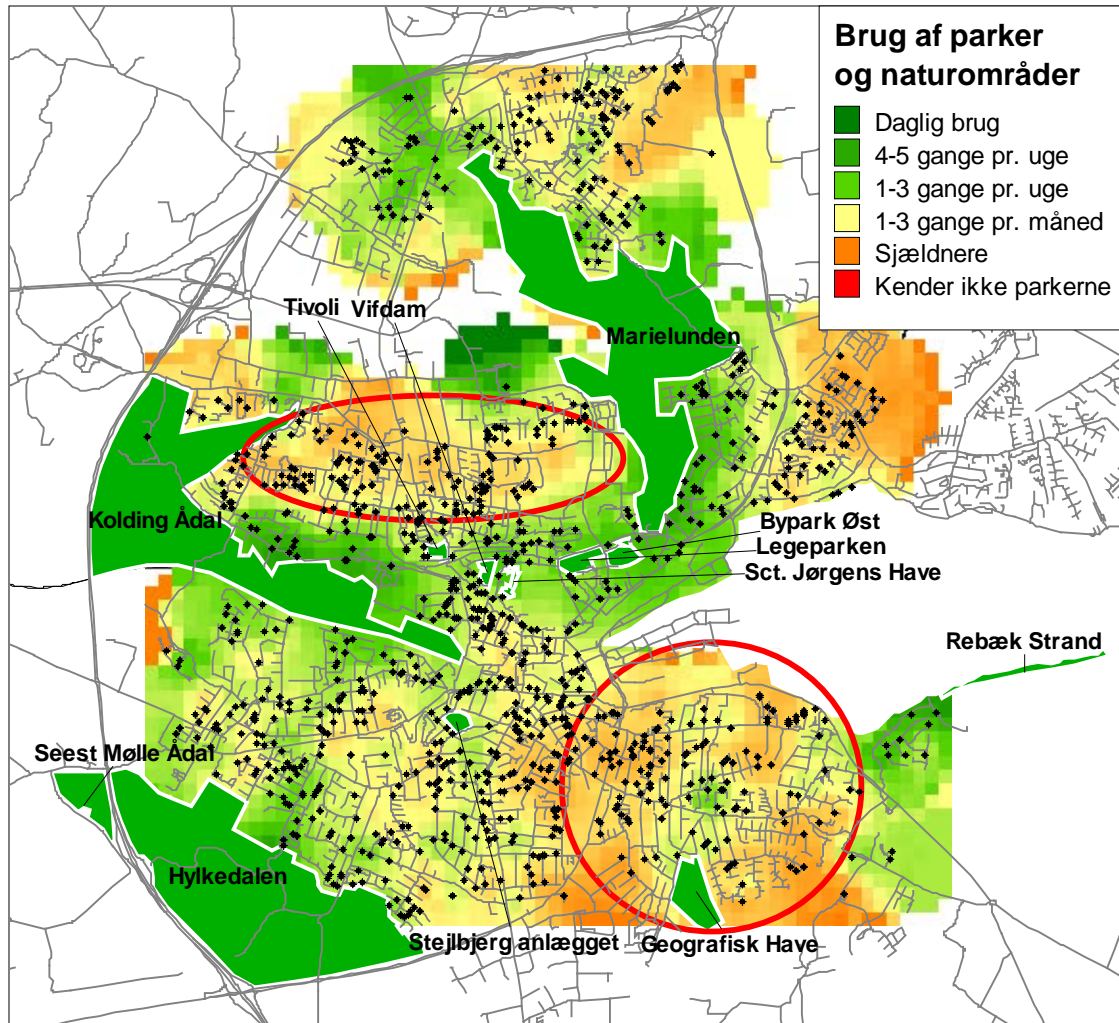 Brug af parker
og naturområder
Daglig brug
4-5 gange pr. uge
1-3 gange pr. uge
1-3 gange pr. måned
Sjældnere
Kender ikke parkerne
Tivoli
Vifdam
Marielunden
Kolding Ådal
Bypark Øst
Legeparken
Sct. Jørgens Have
Rebæk Strand
Seest Mølle Ådal
Hylkedalen
Stejlbjerg anlægget
Geografisk Have